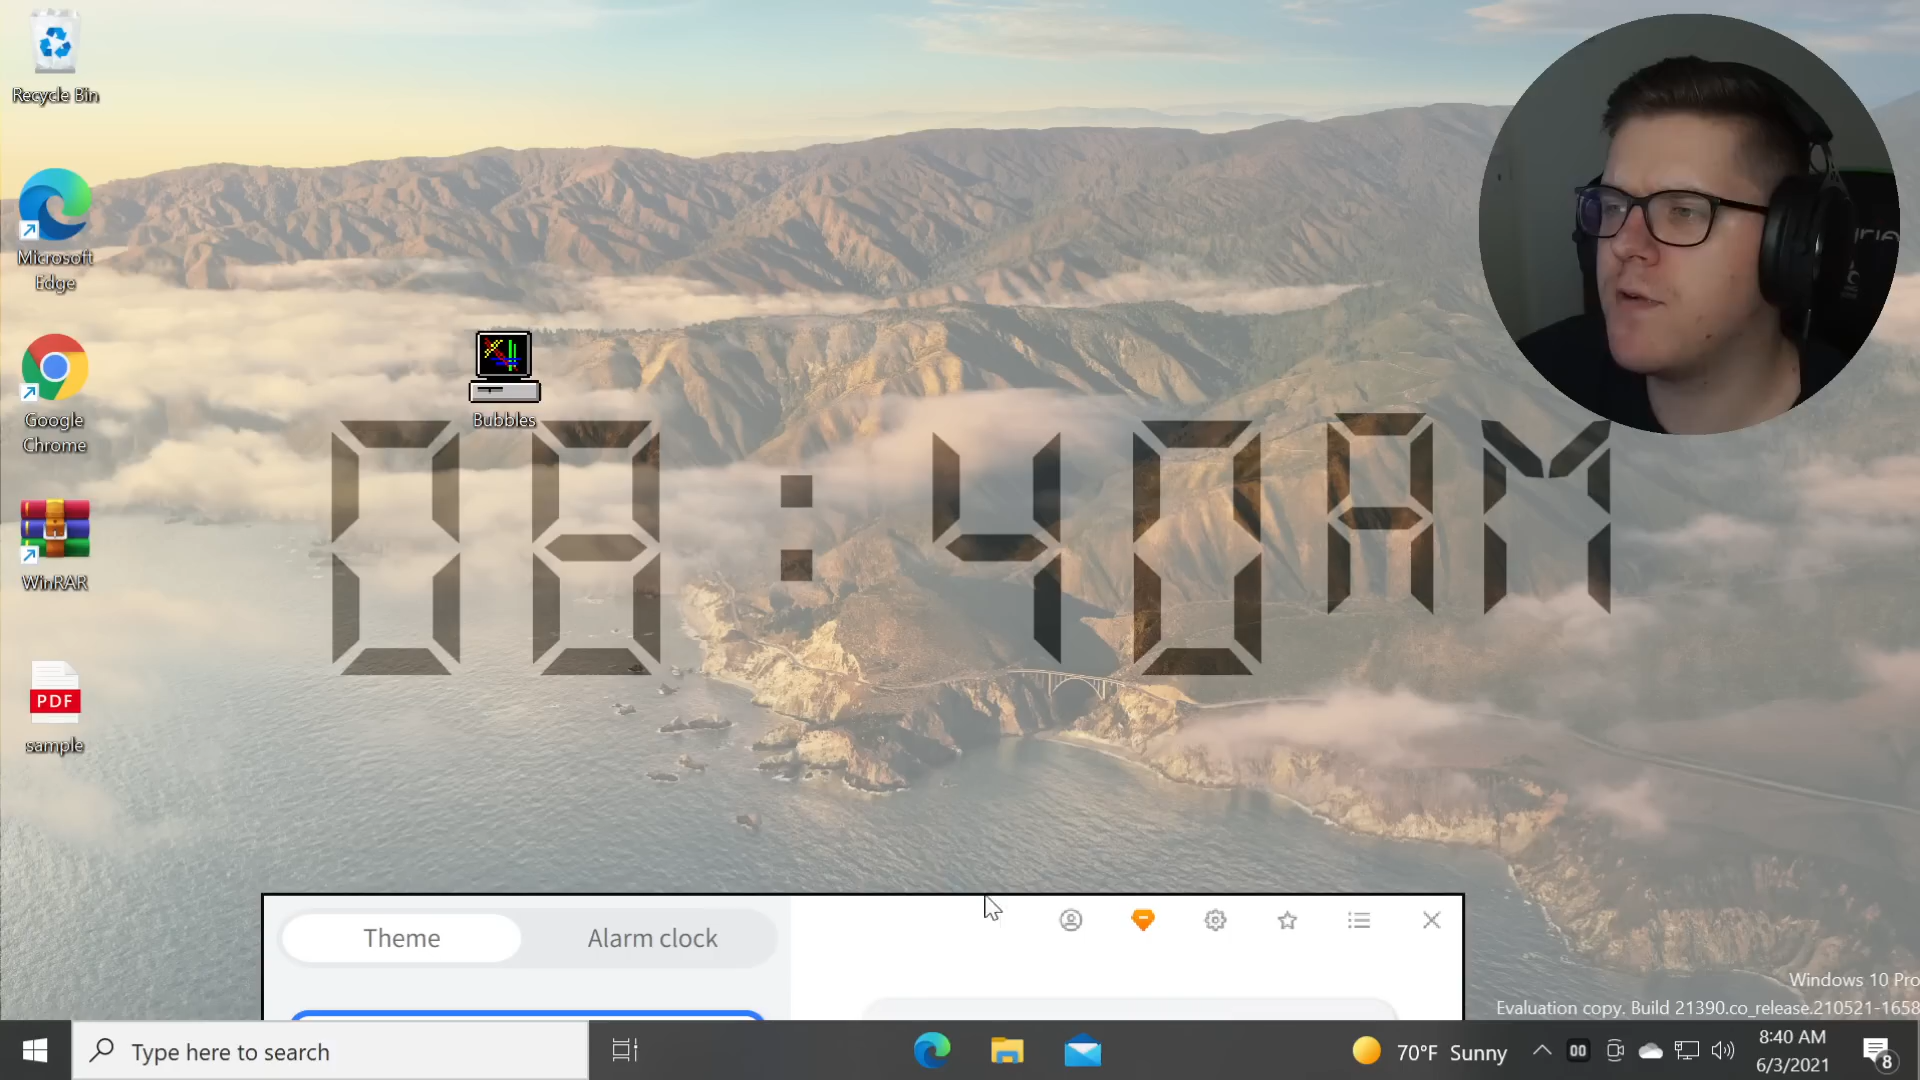 Recycle Bin
Microsoft
Edge
Google
Chrome
WinRAR
PDF
sample
Bubbles
08:40AM
Theme
Alarm clock
Windows 10 Pro
Evaluation copy. Build 21390.co_release.210521-1658
Type here to search
70°F Sunny
8:40 AM
6/3/2021
8